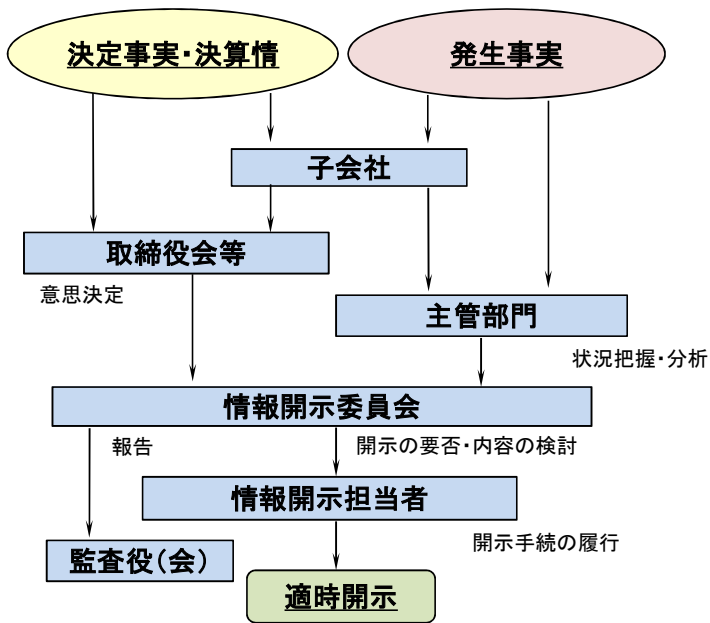 決定事実・決算情
発生事実
子会社
取締役会等
意思決定
主管部門
状況把握・分析
情報開示委員会
報告
開示の要否・内容の検討
情報開示担当者
開示手続の履行
監査役（会）
適時開示